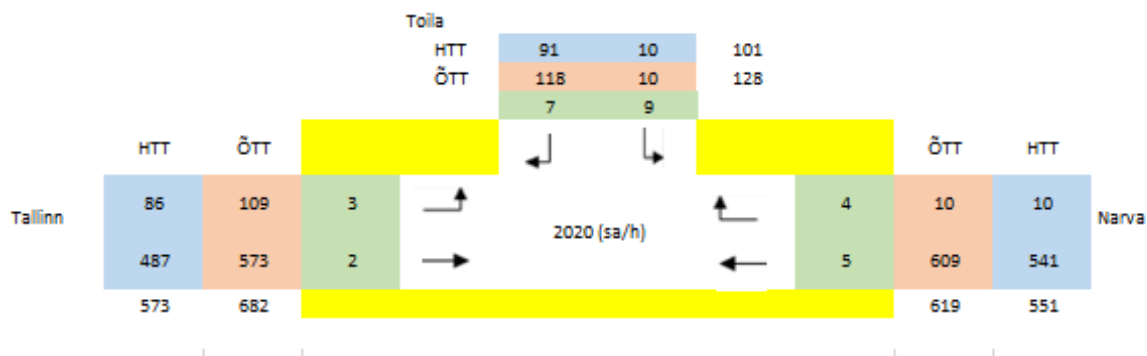 Toila
HTT 91 10 101
ÕTT 118 10 128
7 9
HTT ÕTT ÕTT HTT
86 109 3 4 10 10
Tallinn 2020 (sa/h) Narva
487 573 2 5 609 541
573 682 619 551